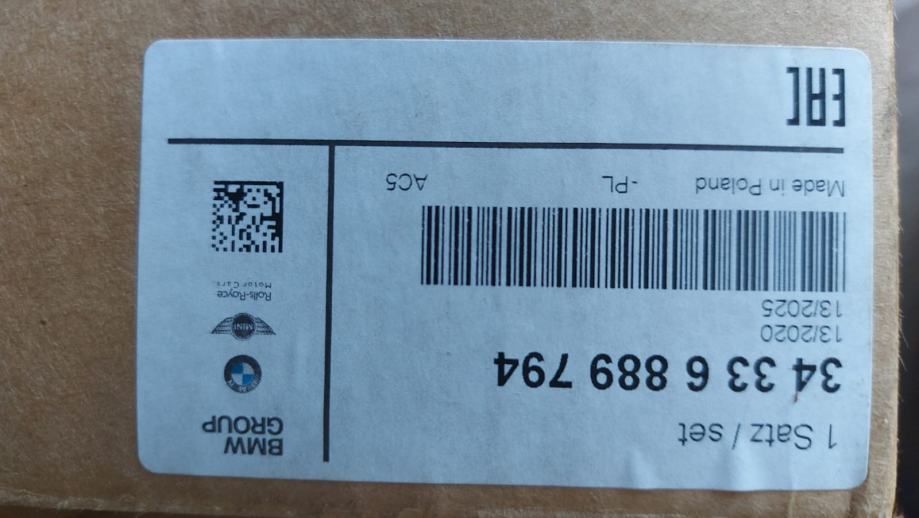 1 Satz / set
34 33 6 889 794
13/2020
13/2025
Made in Poland -PL AC5
BMW
GROUP
MINI
Rolls-Royce
Motor Cars
EAC